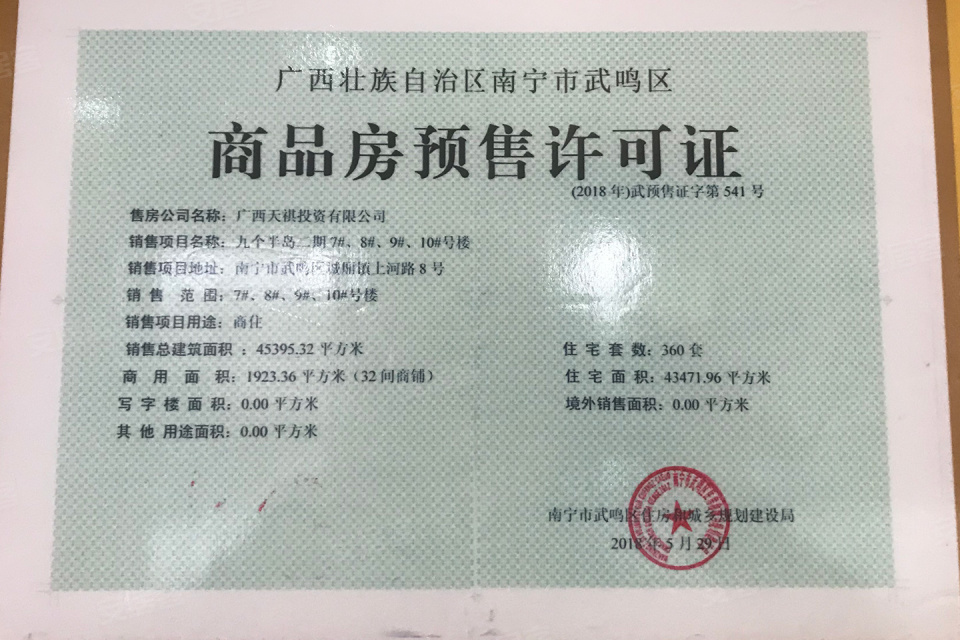 广西壮族自治区南宁市武鸣区
商品房预售许可证
(2018 年)武预售证字第 541 号
售房公司名称：广西天祺投资有限公司
销售项目名称：九个半岛二期 7#、8#、9#、10#号楼
销售项目地址：南宁市武鸣区城厢镇上河路 8 号
销 售 范 围：7#、8#、9#、10#号楼
销售项目用途：商住
销售总建筑面积 ：45395.32 平方米
住 宅 套 数：360 套
商 用 面 积：1923.36 平方米（32 间商铺）
住 宅 面 积：43471.96 平方米
写 字 楼 面 积：0.00 平方米
境外销售面积：0.00 平方米
其 他 用途面积：0.00 平方米
南宁市武鸣区住房和城乡规划建设局
2018 年 5 月 29 日